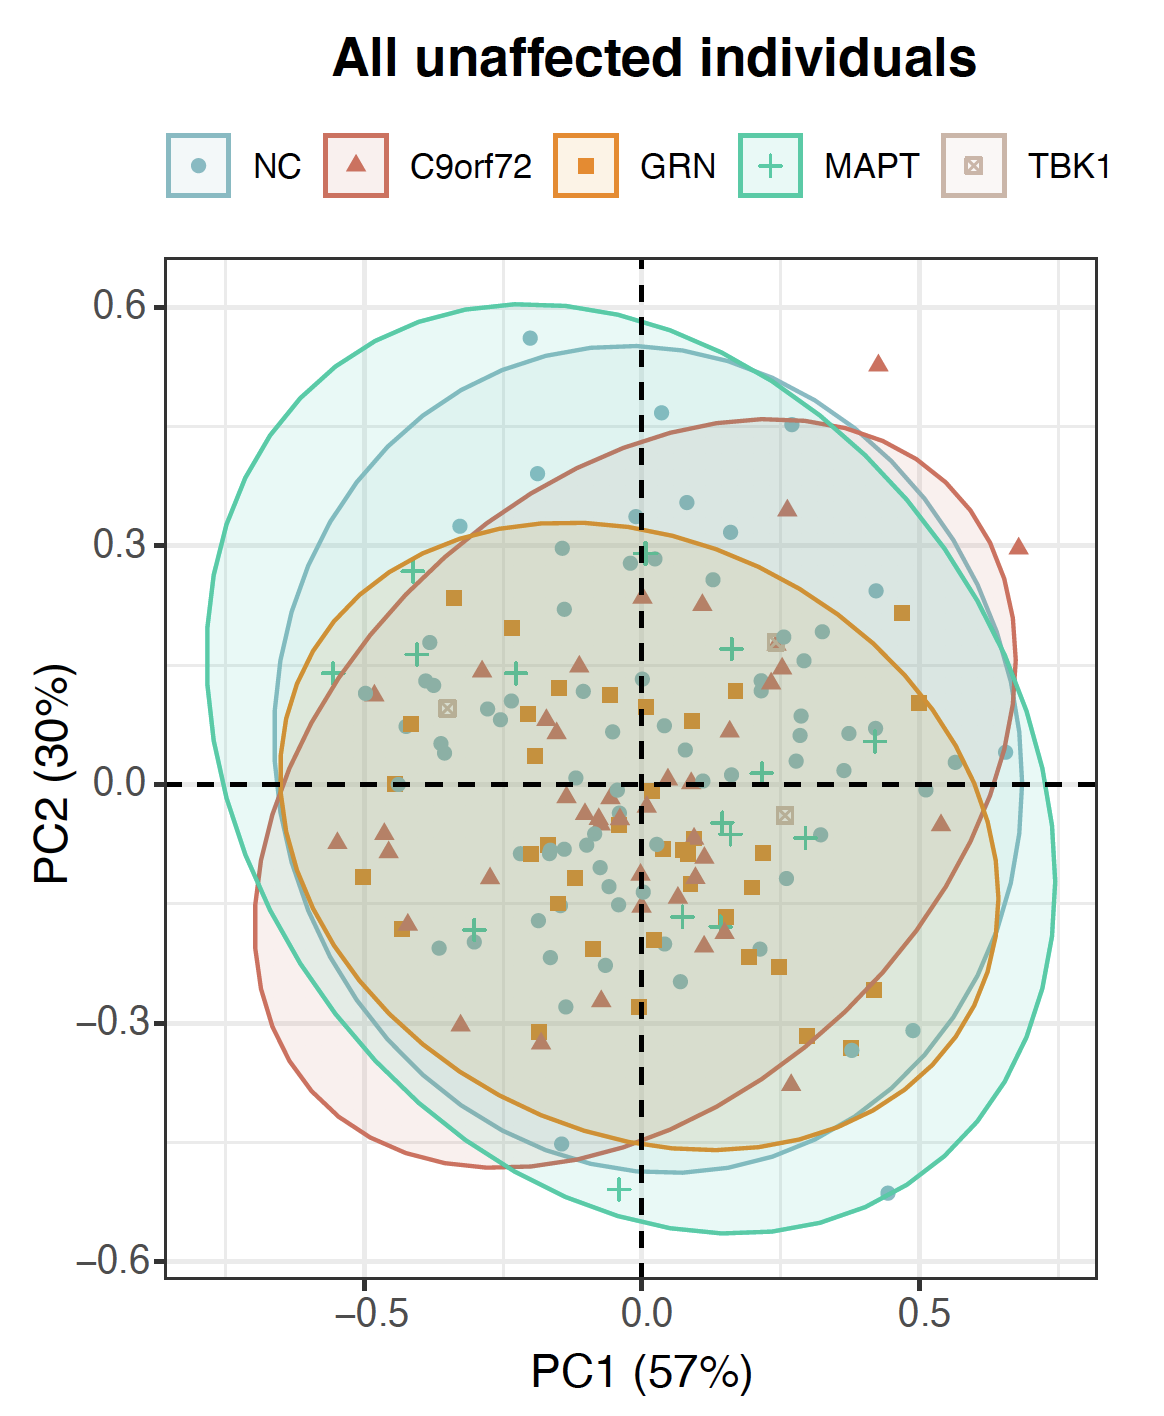 All unaffected individuals
NC C9orf72 GRN MAPT TBK1
0.6
0.3
0.0
−0.3
−0.6
PC2 (30%)
−0.5 0.0 0.5
PC1 (57%)